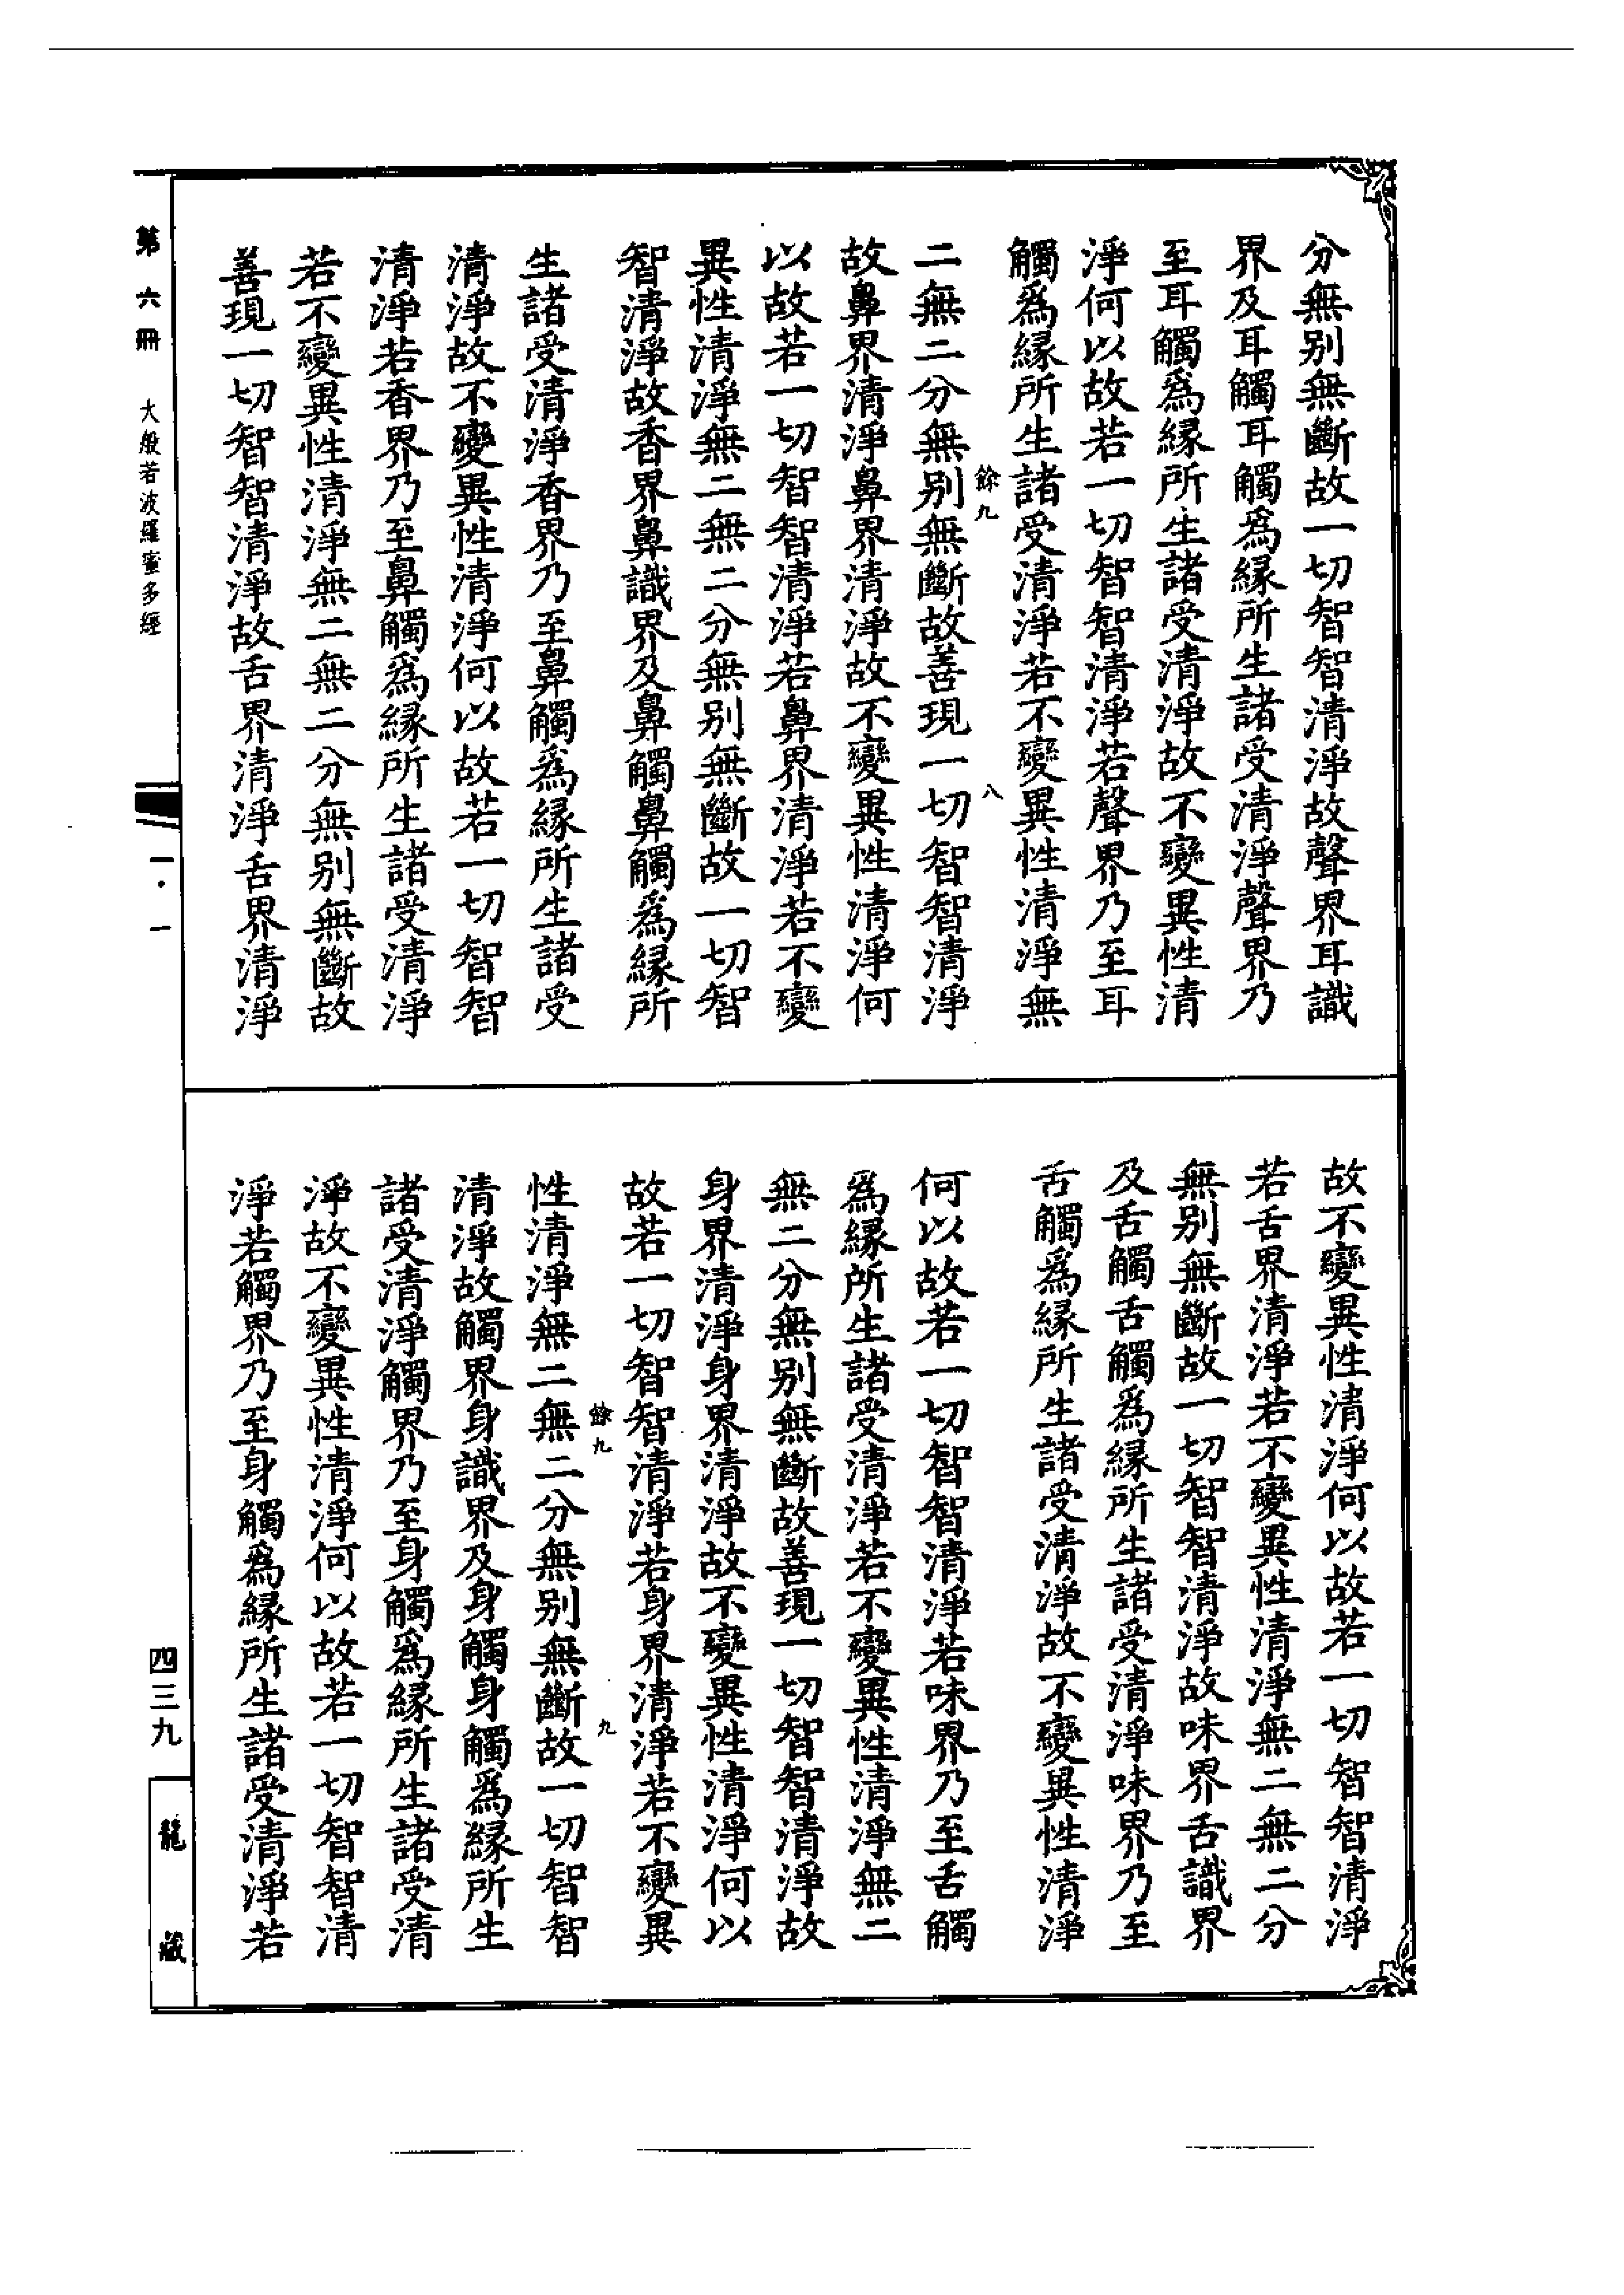 分無别無斷故一切智智清淨故聲界耳識
界及耳觸耳觸爲縁所生諸受清淨聲界乃
至耳觸爲縁所生諸受清淨故不變異性清
淨何以故若一切智智清淨若聲界乃至耳
觸爲縁所生諸受清淨若不變異性清淨無
餘九 八
二無二分無别無斷故善現一切智智清淨
故鼻界清淨鼻界清淨故不變異性清淨何
以故若一切智智清淨若鼻界清淨若不變
異性清淨無二無二分無别無斷故一切智
智清淨故香界鼻識界及鼻觸鼻觸爲縁所
生諸受清淨香界乃至鼻觸爲縁所生諸受
清淨故不變異性清淨何以故若一切智智
清淨若香界乃至鼻觸爲縁所生諸受清淨
若不變異性清淨無二無二分無别無斷故
善現一切智智清淨故舌界清淨舌界清淨
故不變異性清淨何以故若一切智智清淨
若舌界清淨若不變異性清淨無二無二分
無别無斷故一切智智清淨故味界舌識界
及舌觸舌觸爲縁所生諸受清淨味界乃至
舌觸爲縁所生諸受清淨故不變異性清淨
何以故若一切智智清淨若味界乃至舌觸
爲縁所生諸受清淨若不變異性清淨無二
無二分無别無斷故善現一切智智清淨故
身界清淨身界清淨故不變異性清淨何以
故若一切智智清淨若身界清淨若不變異
餘九 九
性清淨無二無二分無别無斷故一切智智
清淨故觸界身識界及身觸身觸爲縁所生
諸受清淨觸界乃至身觸爲縁所生諸受清
淨故不變異性清淨何以故若一切智智清
淨若觸界乃至身觸爲縁所生諸受清淨若
第六冊 大般若波羅蜜多經
一·一
四三九
龍藏